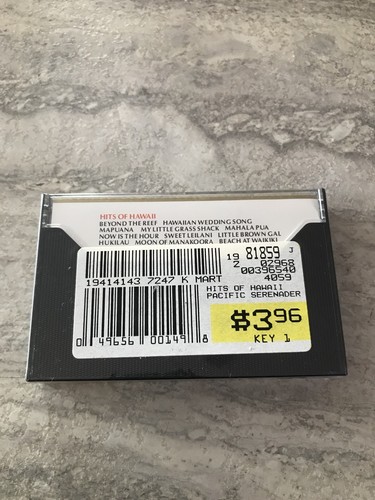 HITS OF HAWAII
BEYOND THE REEF HAWAIIAN WEDDING SONG
MAPUANA MY LITTLE GRASS SHACK MAHALA PUA
NOW IS THE HOUR SWEET LEILANI LITTLE BROWN GAL
HUKILAU MOON OF MANAKOORA BEACH AT WAIKIKI
19 81859 J
Z 02968
00396540
19414143 7247 K MART 4059
HITS OF HAWAII
PACIFIC SERENADER
$3.96
KEY 1
0 49656 00149 8